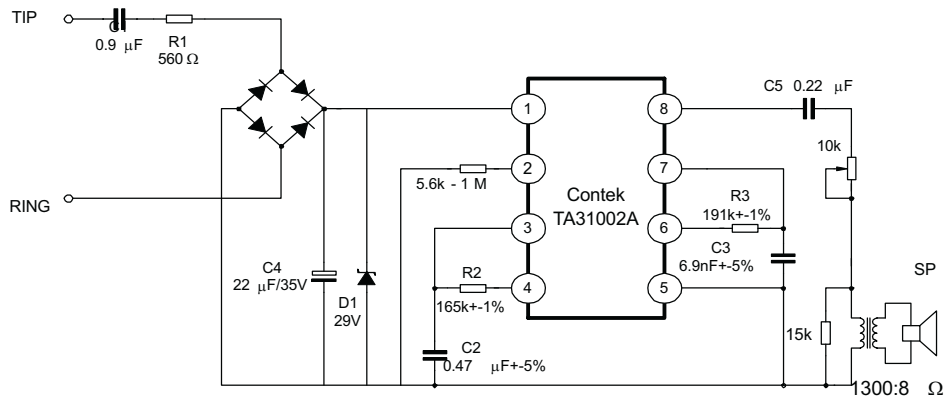 TIP
C1
0.9 μF
R1
560 Ω
RING
C4
22 μF/35V
D1
29V
5.6k - 1 M
R2
165k+-1%
C2
0.47 μF+-5%
1
2
3
4
Contek
TA31002A
8
7
6
5
C5 0.22 μF
10k
R3
191k+-1%
C3
6.9nF+-5%
SP
15k
1300:8 Ω